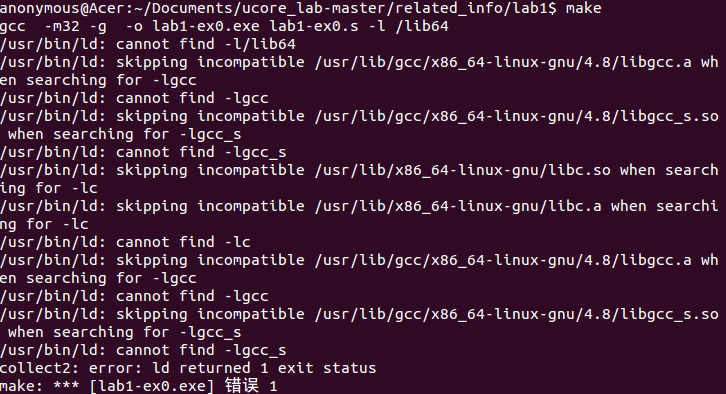 anonymous@Acer:~/Documents/ucore_lab-master/related_info/lab1$ make
gcc  -m32 -g  -o lab1-ex0.exe lab1-ex0.s -l /lib64
/usr/bin/ld: cannot find -l/lib64
/usr/bin/ld: skipping incompatible /usr/lib/gcc/x86_64-linux-gnu/4.8/libgcc.a wh
en searching for -lgcc
/usr/bin/ld: cannot find -lgcc
/usr/bin/ld: skipping incompatible /usr/lib/gcc/x86_64-linux-gnu/4.8/libgcc_s.so
 when searching for -lgcc_s
/usr/bin/ld: cannot find -lgcc_s
/usr/bin/ld: skipping incompatible /usr/lib/x86_64-linux-gnu/libc.so when search
ing for -lc
/usr/bin/ld: skipping incompatible /usr/lib/x86_64-linux-gnu/libc.a when searchi
ng for -lc
/usr/bin/ld: cannot find -lc
/usr/bin/ld: skipping incompatible /usr/lib/gcc/x86_64-linux-gnu/4.8/libgcc.a wh
en searching for -lgcc
/usr/bin/ld: cannot find -lgcc
/usr/bin/ld: skipping incompatible /usr/lib/gcc/x86_64-linux-gnu/4.8/libgcc_s.so
 when searching for -lgcc_s
/usr/bin/ld: cannot find -lgcc_s
collect2: error: ld returned 1 exit status
make: *** [lab1-ex0.exe] 错误 1